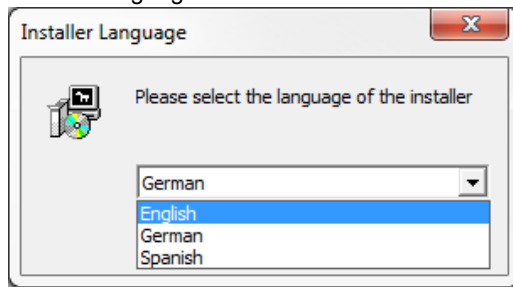 Installer Language
Please select the language of the installer
German
English
German
Spanish